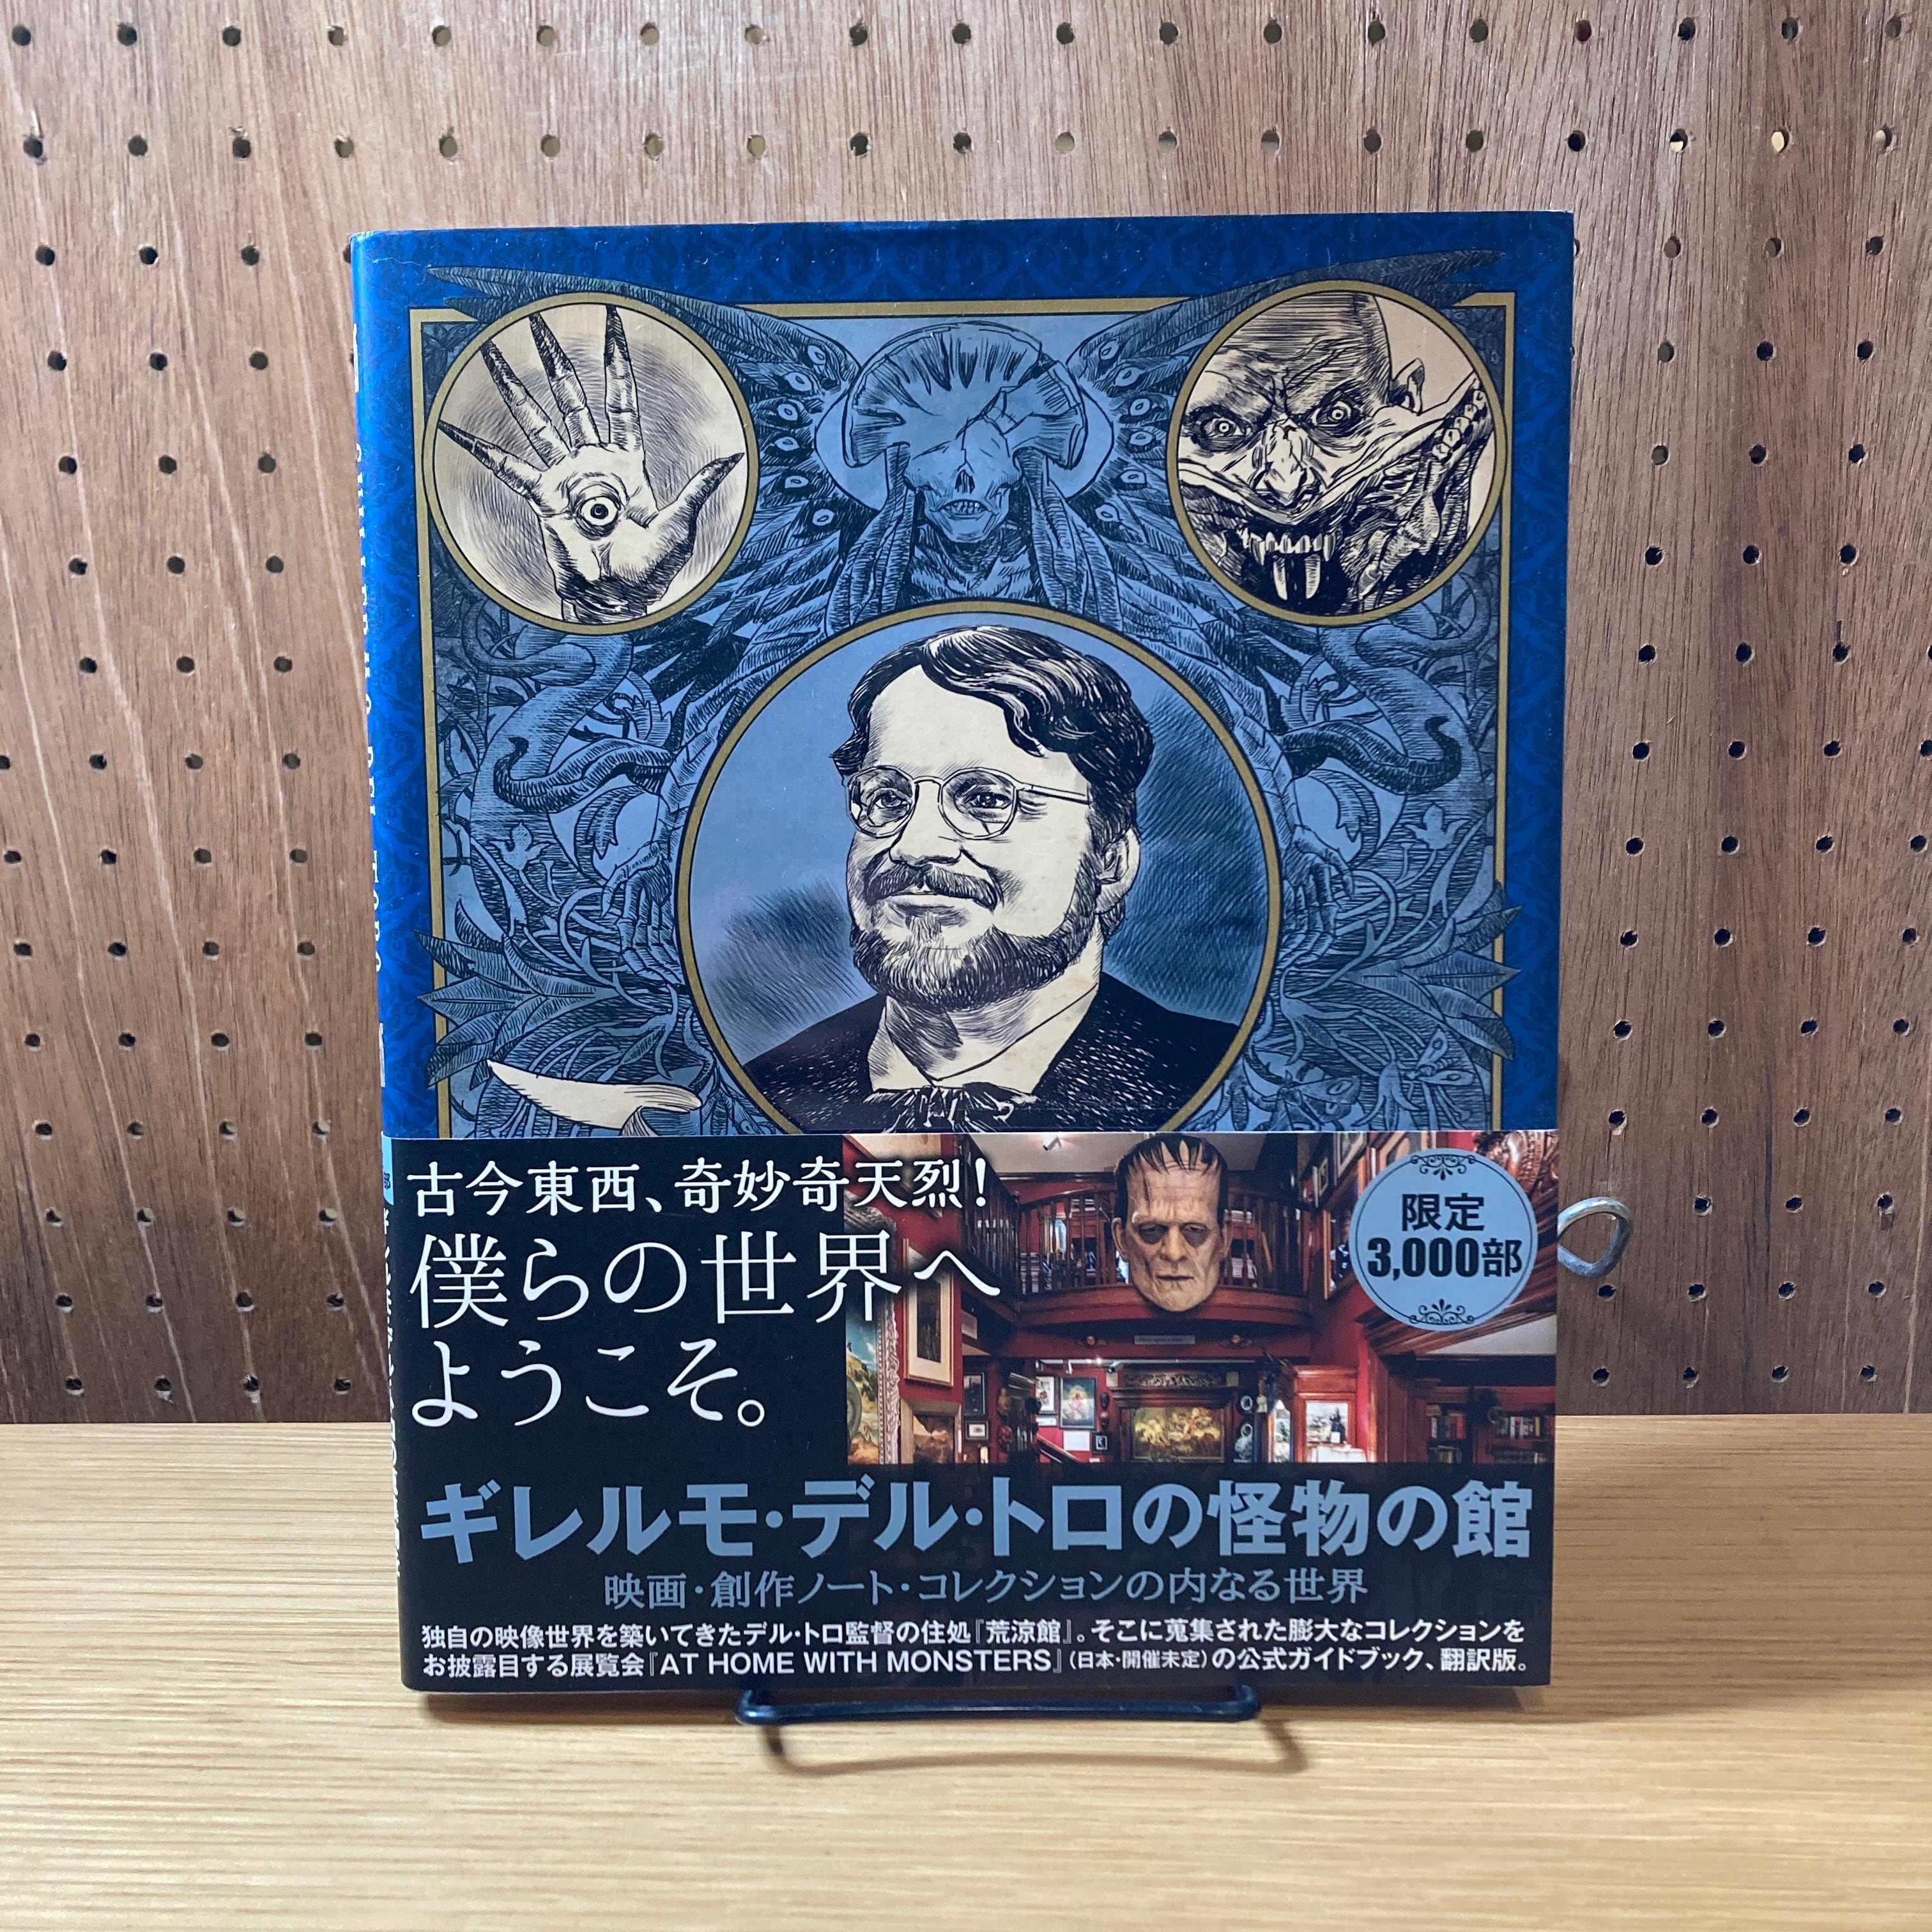 GUILLERMO DEL TORO
古今東西、奇妙奇天烈!
僕らの世界へ
ようこそ。
限定
3,000部
ギレルモ・デル・トロの怪物の館
映画・創作ノート・コレクションの内なる世界
独自の映像世界を築いてきたデル・トロ監督の住処『荒涼館』。そこに蒐集された膨大なコレクションを
お披露目する展覧会『AT HOME WITH MONSTERS』(日本・開催未定)の公式ガイドブック、翻訳版。